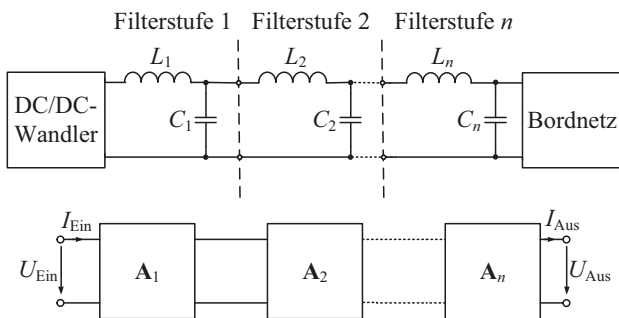 Filterstufe 1 Filterstufe 2 Filterstufe n
L1 L2 Ln
DC/DC-
Wandler
C1 C2 Cn
Bordnetz
IEin IAus
UEin A1 A2 An UAus